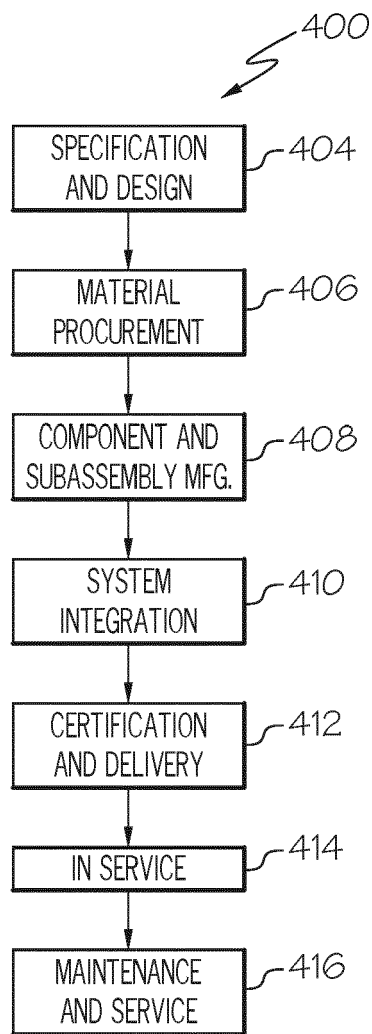 400
SPECIFICATION
AND DESIGN
404
MATERIAL
PROCUREMENT
406
COMPONENT AND
SUBASSEMBLY MFG.
408
SYSTEM
INTEGRATION
410
CERTIFICATION
AND DELIVERY
412
IN SERVICE
414
MAINTENANCE
AND SERVICE
416